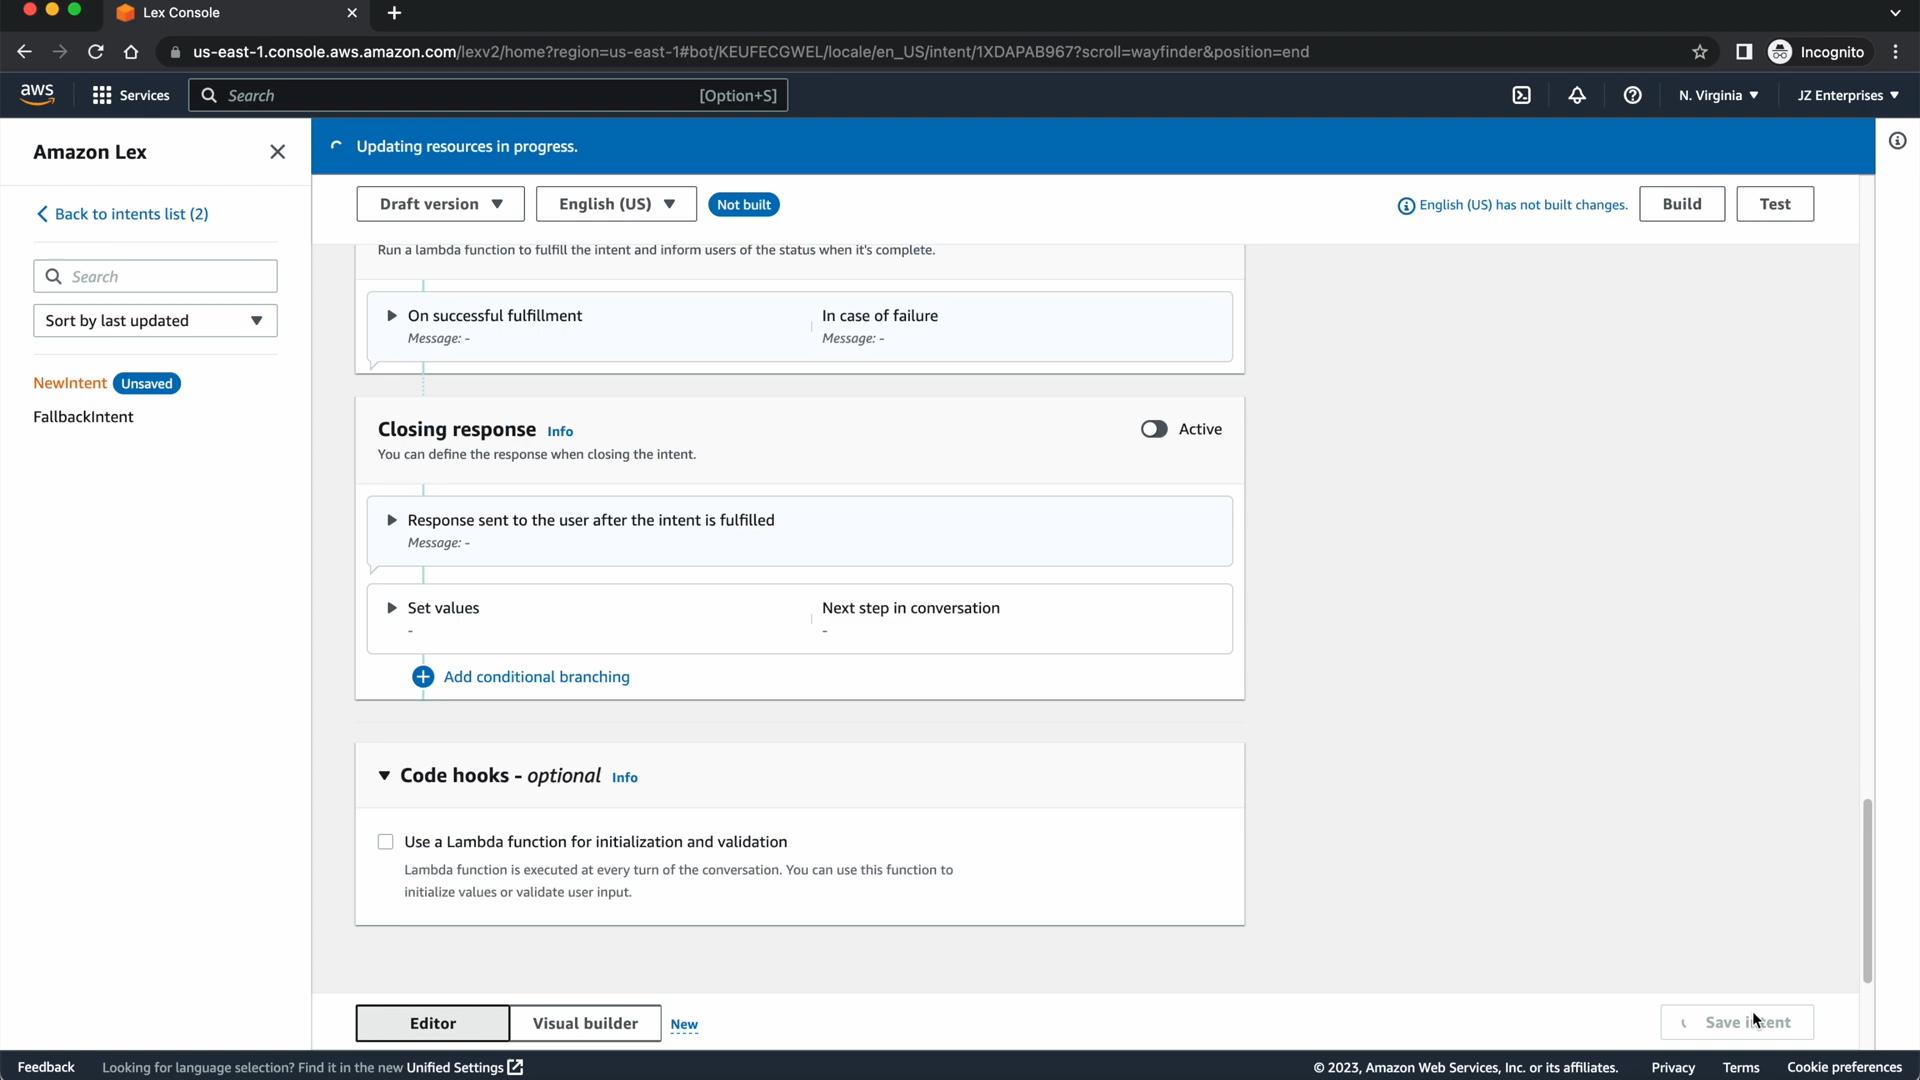 Lex Console
us-east-1.console.aws.amazon.com/lexv2/home?region=us-east-1#bot/KEUFECGWEL/locale/en_US/intent/1XDAPAB967?scroll=wayfinder&position=end
Incognito
aws
Services
Search
[Option+S]
N. Virginia
JZ Enterprises
Amazon Lex
Updating resources in progress.
Back to intents list (2)
Draft version
English (US)
Not built
English (US) has not built changes.
Build
Test
Run a lambda function to fulfill the intent and inform users of the status when it's complete.
Search
Sort by last updated
On successful fulfillment
Message: -
In case of failure
Message: -
NewIntent
Unsaved
FallbackIntent
Closing response
Info
Active
You can define the response when closing the intent.
Response sent to the user after the intent is fulfilled
Message: -
Set values
-
Next step in conversation
-
Add conditional branching
Code hooks - optional
Info
Use a Lambda function for initialization and validation
Lambda function is executed at every turn of the conversation. You can use this function to
initialize values or validate user input.
Editor
Visual builder
New
Save intent
Feedback
Looking for language selection? Find it in the new Unified Settings
© 2023, Amazon Web Services, Inc. or its affiliates.
Privacy
Terms
Cookie preferences